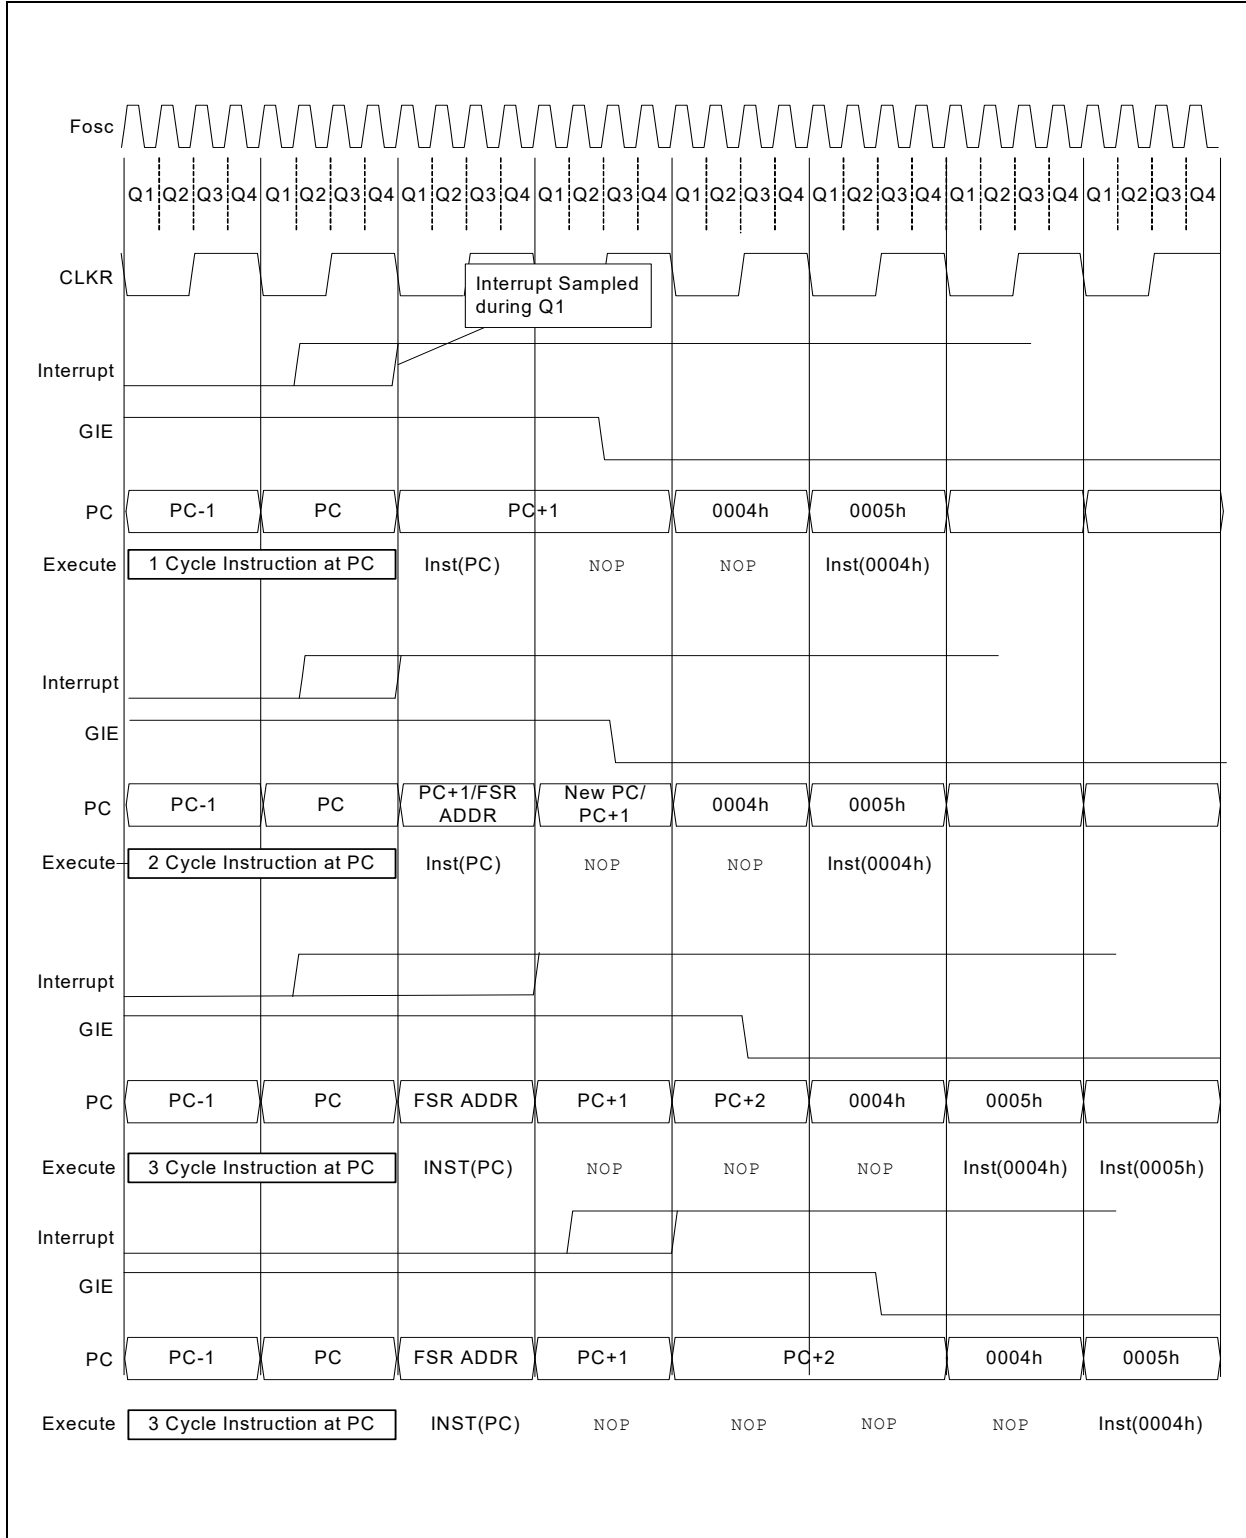 Fosc
Q1 Q2 Q3 Q4 Q1 Q2 Q3 Q4 Q1 Q2 Q3 Q4 Q1 Q2 Q3 Q4 Q1 Q2 Q3 Q4 Q1 Q2 Q3 Q4 Q1 Q2 Q3 Q4 Q1 Q2 Q3 Q4
CLKR
Interrupt Sampled
during Q1
Interrupt
GIE
PC PC-1 PC PC+1 0004h 0005h
Execute 1 Cycle Instruction at PC Inst(PC) NOP NOP Inst(0004h)
Interrupt
GIE
PC PC-1 PC PC+1/FSR ADDR New PC/ PC+1 0004h 0005h
Execute 2 Cycle Instruction at PC Inst(PC) NOP NOP Inst(0004h)
Interrupt
GIE
PC PC-1 PC FSR ADDR PC+1 PC+2 0004h 0005h
Execute 3 Cycle Instruction at PC INST(PC) NOP NOP NOP Inst(0004h) Inst(0005h)
Interrupt
GIE
PC PC-1 PC FSR ADDR PC+1 PC+2 0004h 0005h
Execute 3 Cycle Instruction at PC INST(PC) NOP NOP NOP NOP Inst(0004h)